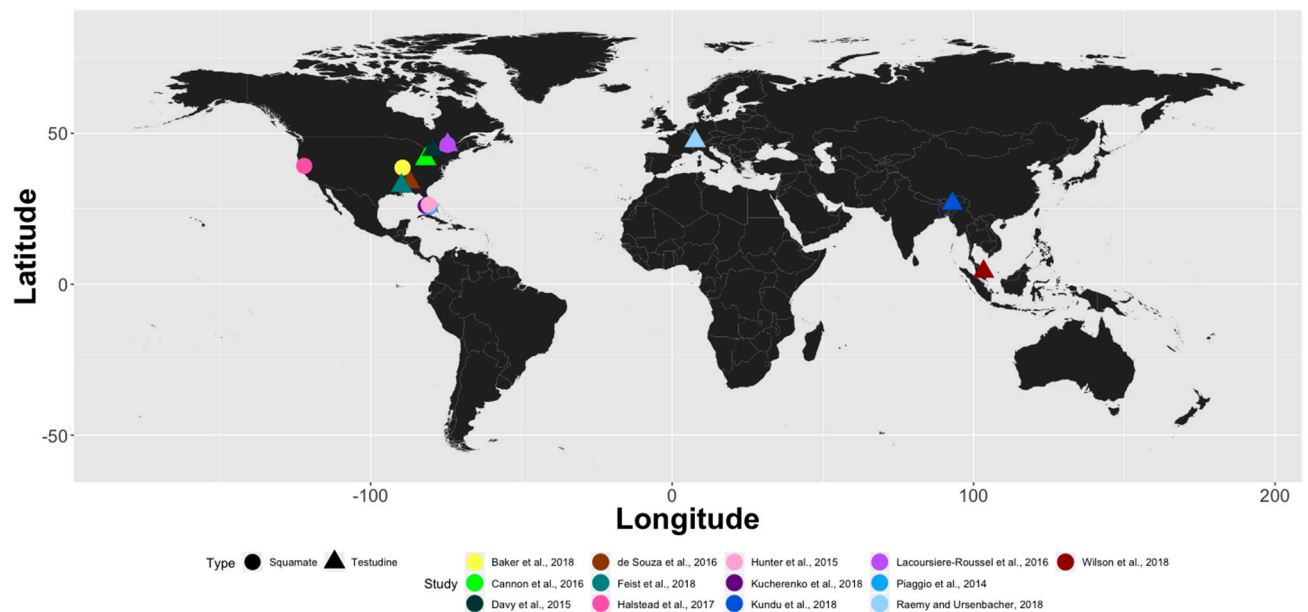 Latitude
50
0
-50
-100
0
100
200
Longitude
Type
Squamate
Testudine
Study
Baker et al., 2018
Cannon et al., 2016
Davy et al., 2015
de Souza et al., 2016
Feist et al., 2018
Halstead et al., 2017
Hunter et al., 2015
Kucherenko et al., 2018
Kundu et al., 2018
Lacoursiere-Roussel et al., 2016
Piaggio et al., 2014
Raemy and Ursenbacher, 2018
Wilson et al., 2018